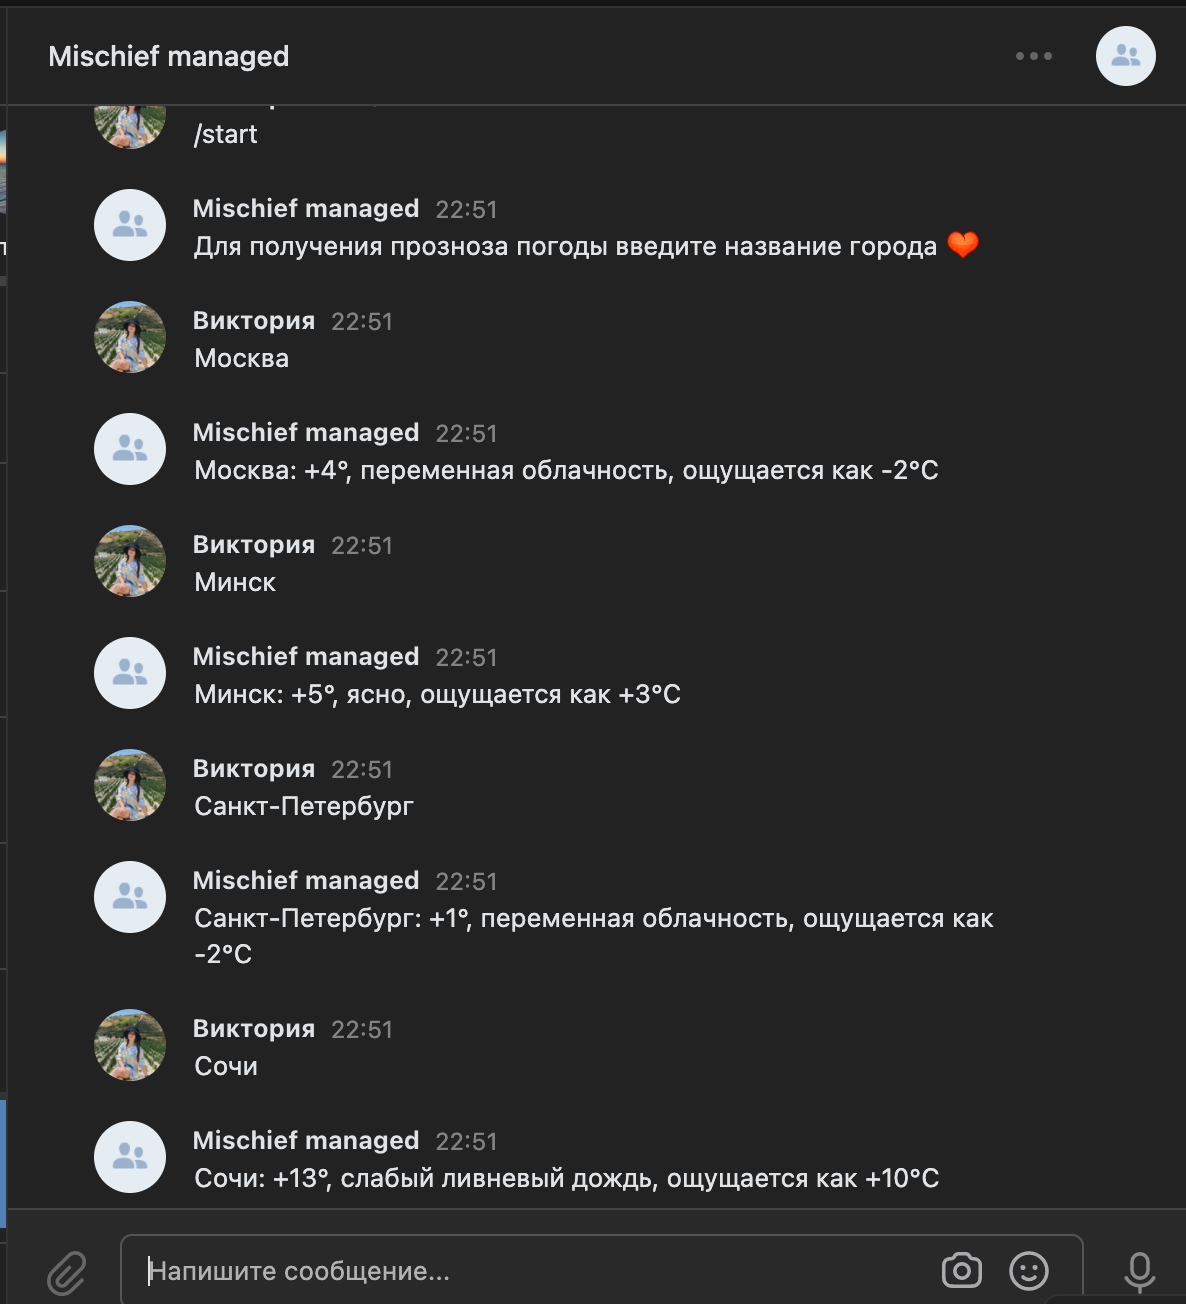 Mischief managed
/start
Mischief managed 22:51
Для получения прозноза погоды введите название города ❤️
Виктория 22:51
Москва
Mischief managed 22:51
Москва: +4°, переменная облачность, ощущается как -2°C
Виктория 22:51
Минск
Mischief managed 22:51
Минск: +5°, ясно, ощущается как +3°C
Виктория 22:51
Санкт-Петербург
Mischief managed 22:51
Санкт-Петербург: +1°, переменная облачность, ощущается как
-2°C
Виктория 22:51
Сочи
Mischief managed 22:51
Сочи: +13°, слабый ливневый дождь, ощущается как +10°C
Напишите сообщение...